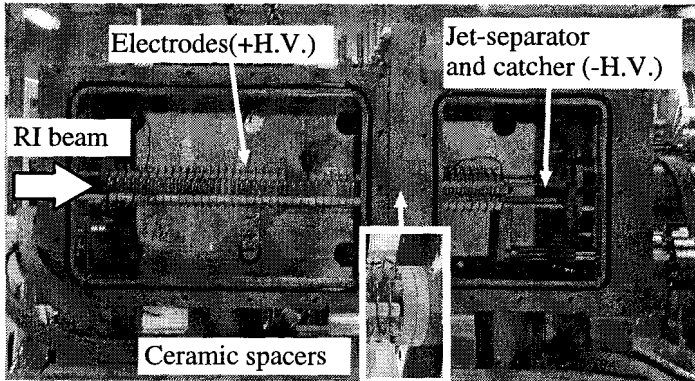 Electrodes(+H.V.)
Jet-separator
and catcher (-H.V.)
RI beam
Ceramic spacers